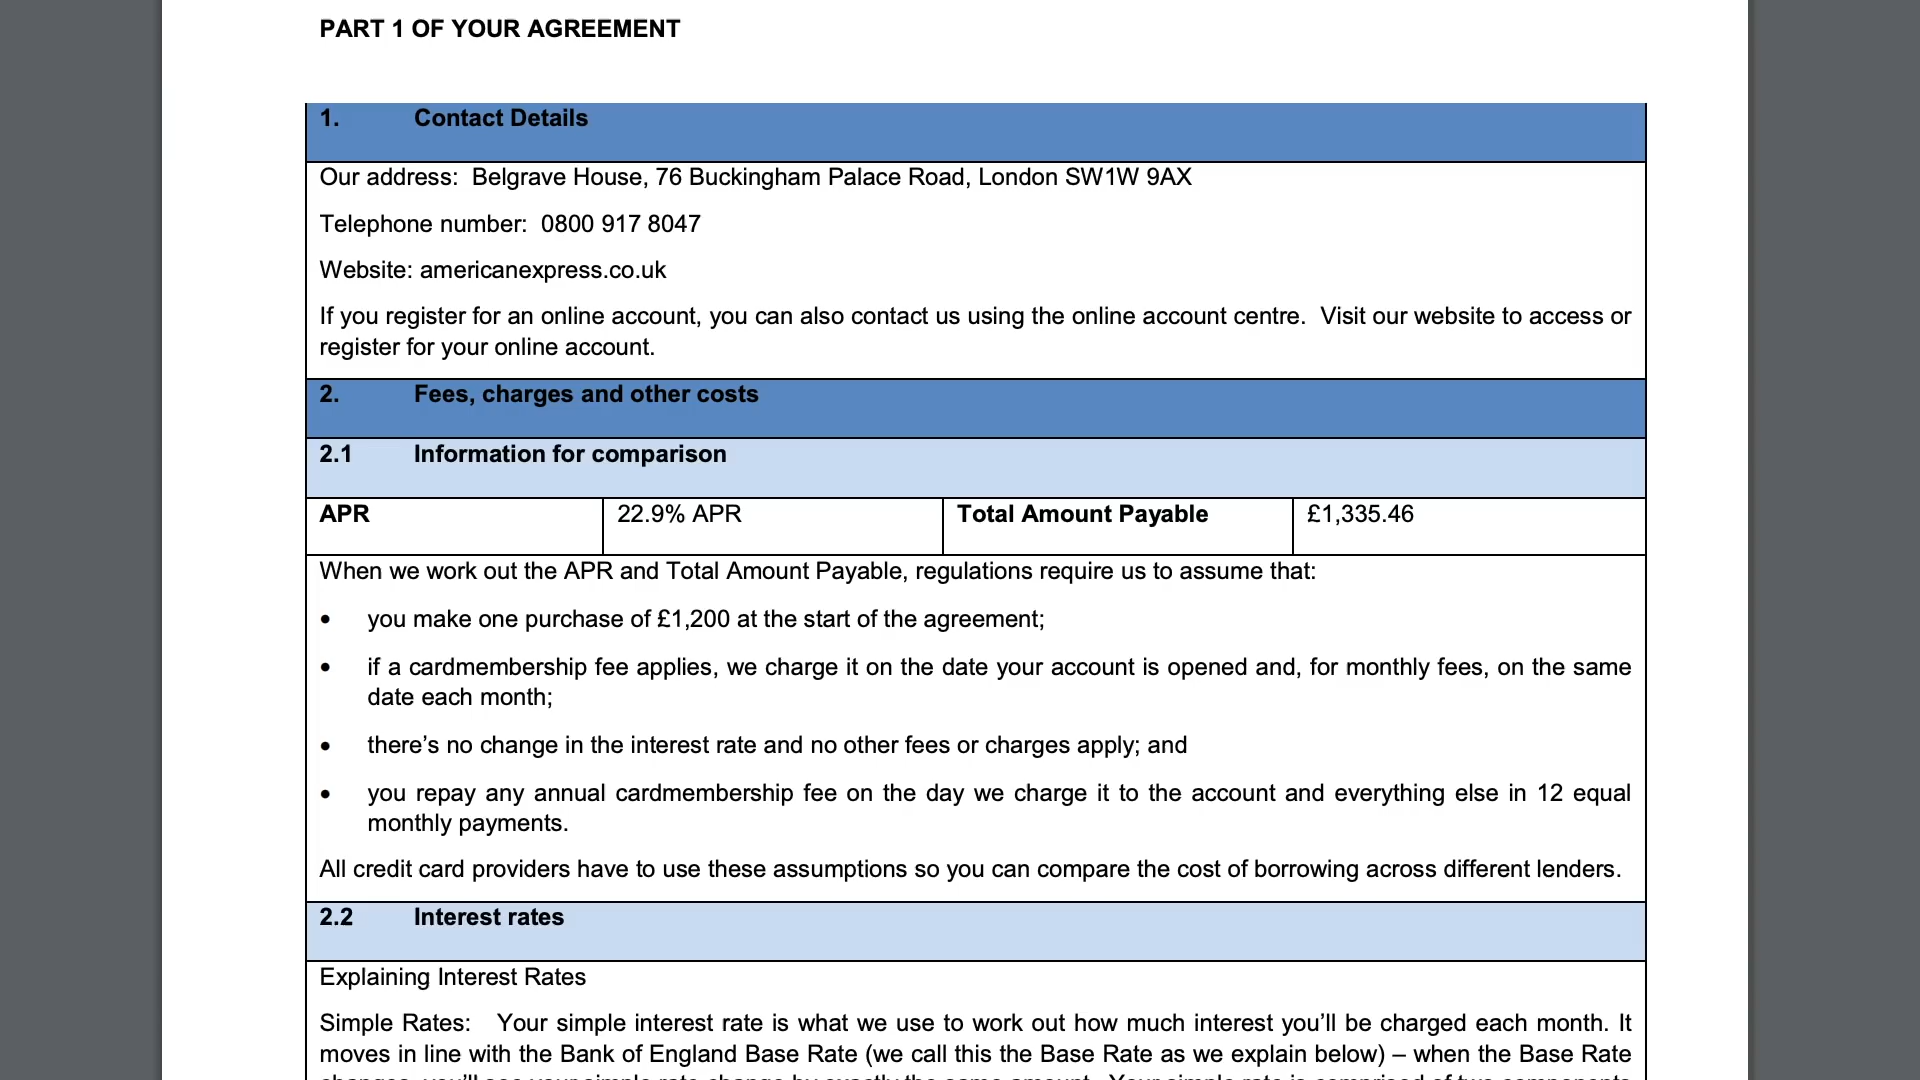 PART 1 OF YOUR AGREEMENT
1. Contact Details
Our address: Belgrave House, 76 Buckingham Palace Road, London SW1W 9AX
Telephone number: 0800 917 8047
Website: americanexpress.co.uk
If you register for an online account, you can also contact us using the online account centre. Visit our website to access or
register for your online account.
2. Fees, charges and other costs
2.1 Information for comparison
APR 22.9% APR Total Amount Payable £1,335.46
When we work out the APR and Total Amount Payable, regulations require us to assume that:
• you make one purchase of £1,200 at the start of the agreement;
• if a cardmembership fee applies, we charge it on the date your account is opened and, for monthly fees, on the same
date each month;
• there’s no change in the interest rate and no other fees or charges apply; and
• you repay any annual cardmembership fee on the day we charge it to the account and everything else in 12 equal
monthly payments.
All credit card providers have to use these assumptions so you can compare the cost of borrowing across different lenders.
2.2 Interest rates
Explaining Interest Rates
Simple Rates: Your simple interest rate is what we use to work out how much interest you’ll be charged each month. It
moves in line with the Bank of England Base Rate (we call this the Base Rate as we explain below) – when the Base Rate